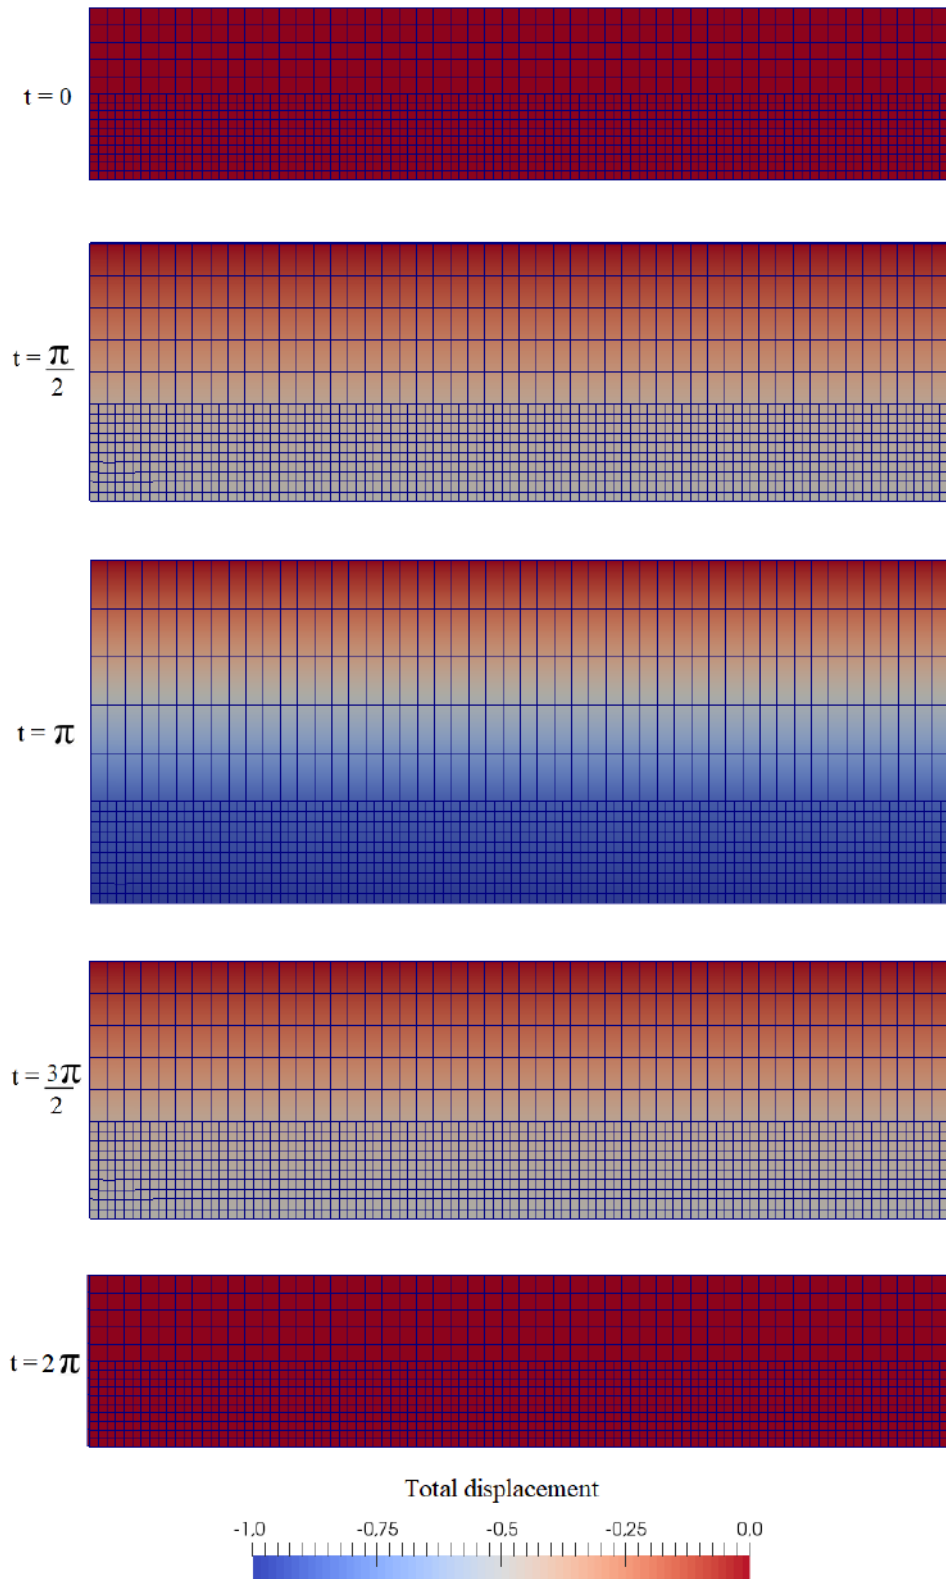 t = 0
t = π/2
t = π
t = 3π/2
t = 2π
Total displacement
-1,0 -0,75 -0,5 -0,25 0.0